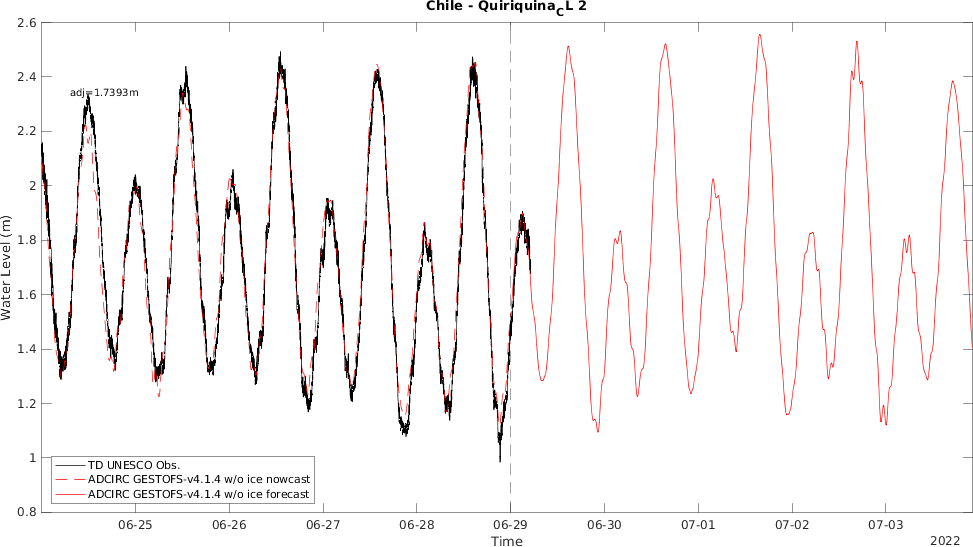 Chile - Quiriquina_CL 2
2.6
2.4
2.2
2
1.8
1.6
1.4
1.2
1
0.8
Water Level (m)
adj=1.7393m
TD UNESCO Obs.
ADCIRC GESTOFS-v4.1.4 w/o ice nowcast
ADCIRC GESTOFS-v4.1.4 w/o ice forecast
06-25 06-26 06-27 06-28 06-29 06-30 07-01 07-02 07-03
Time
2022